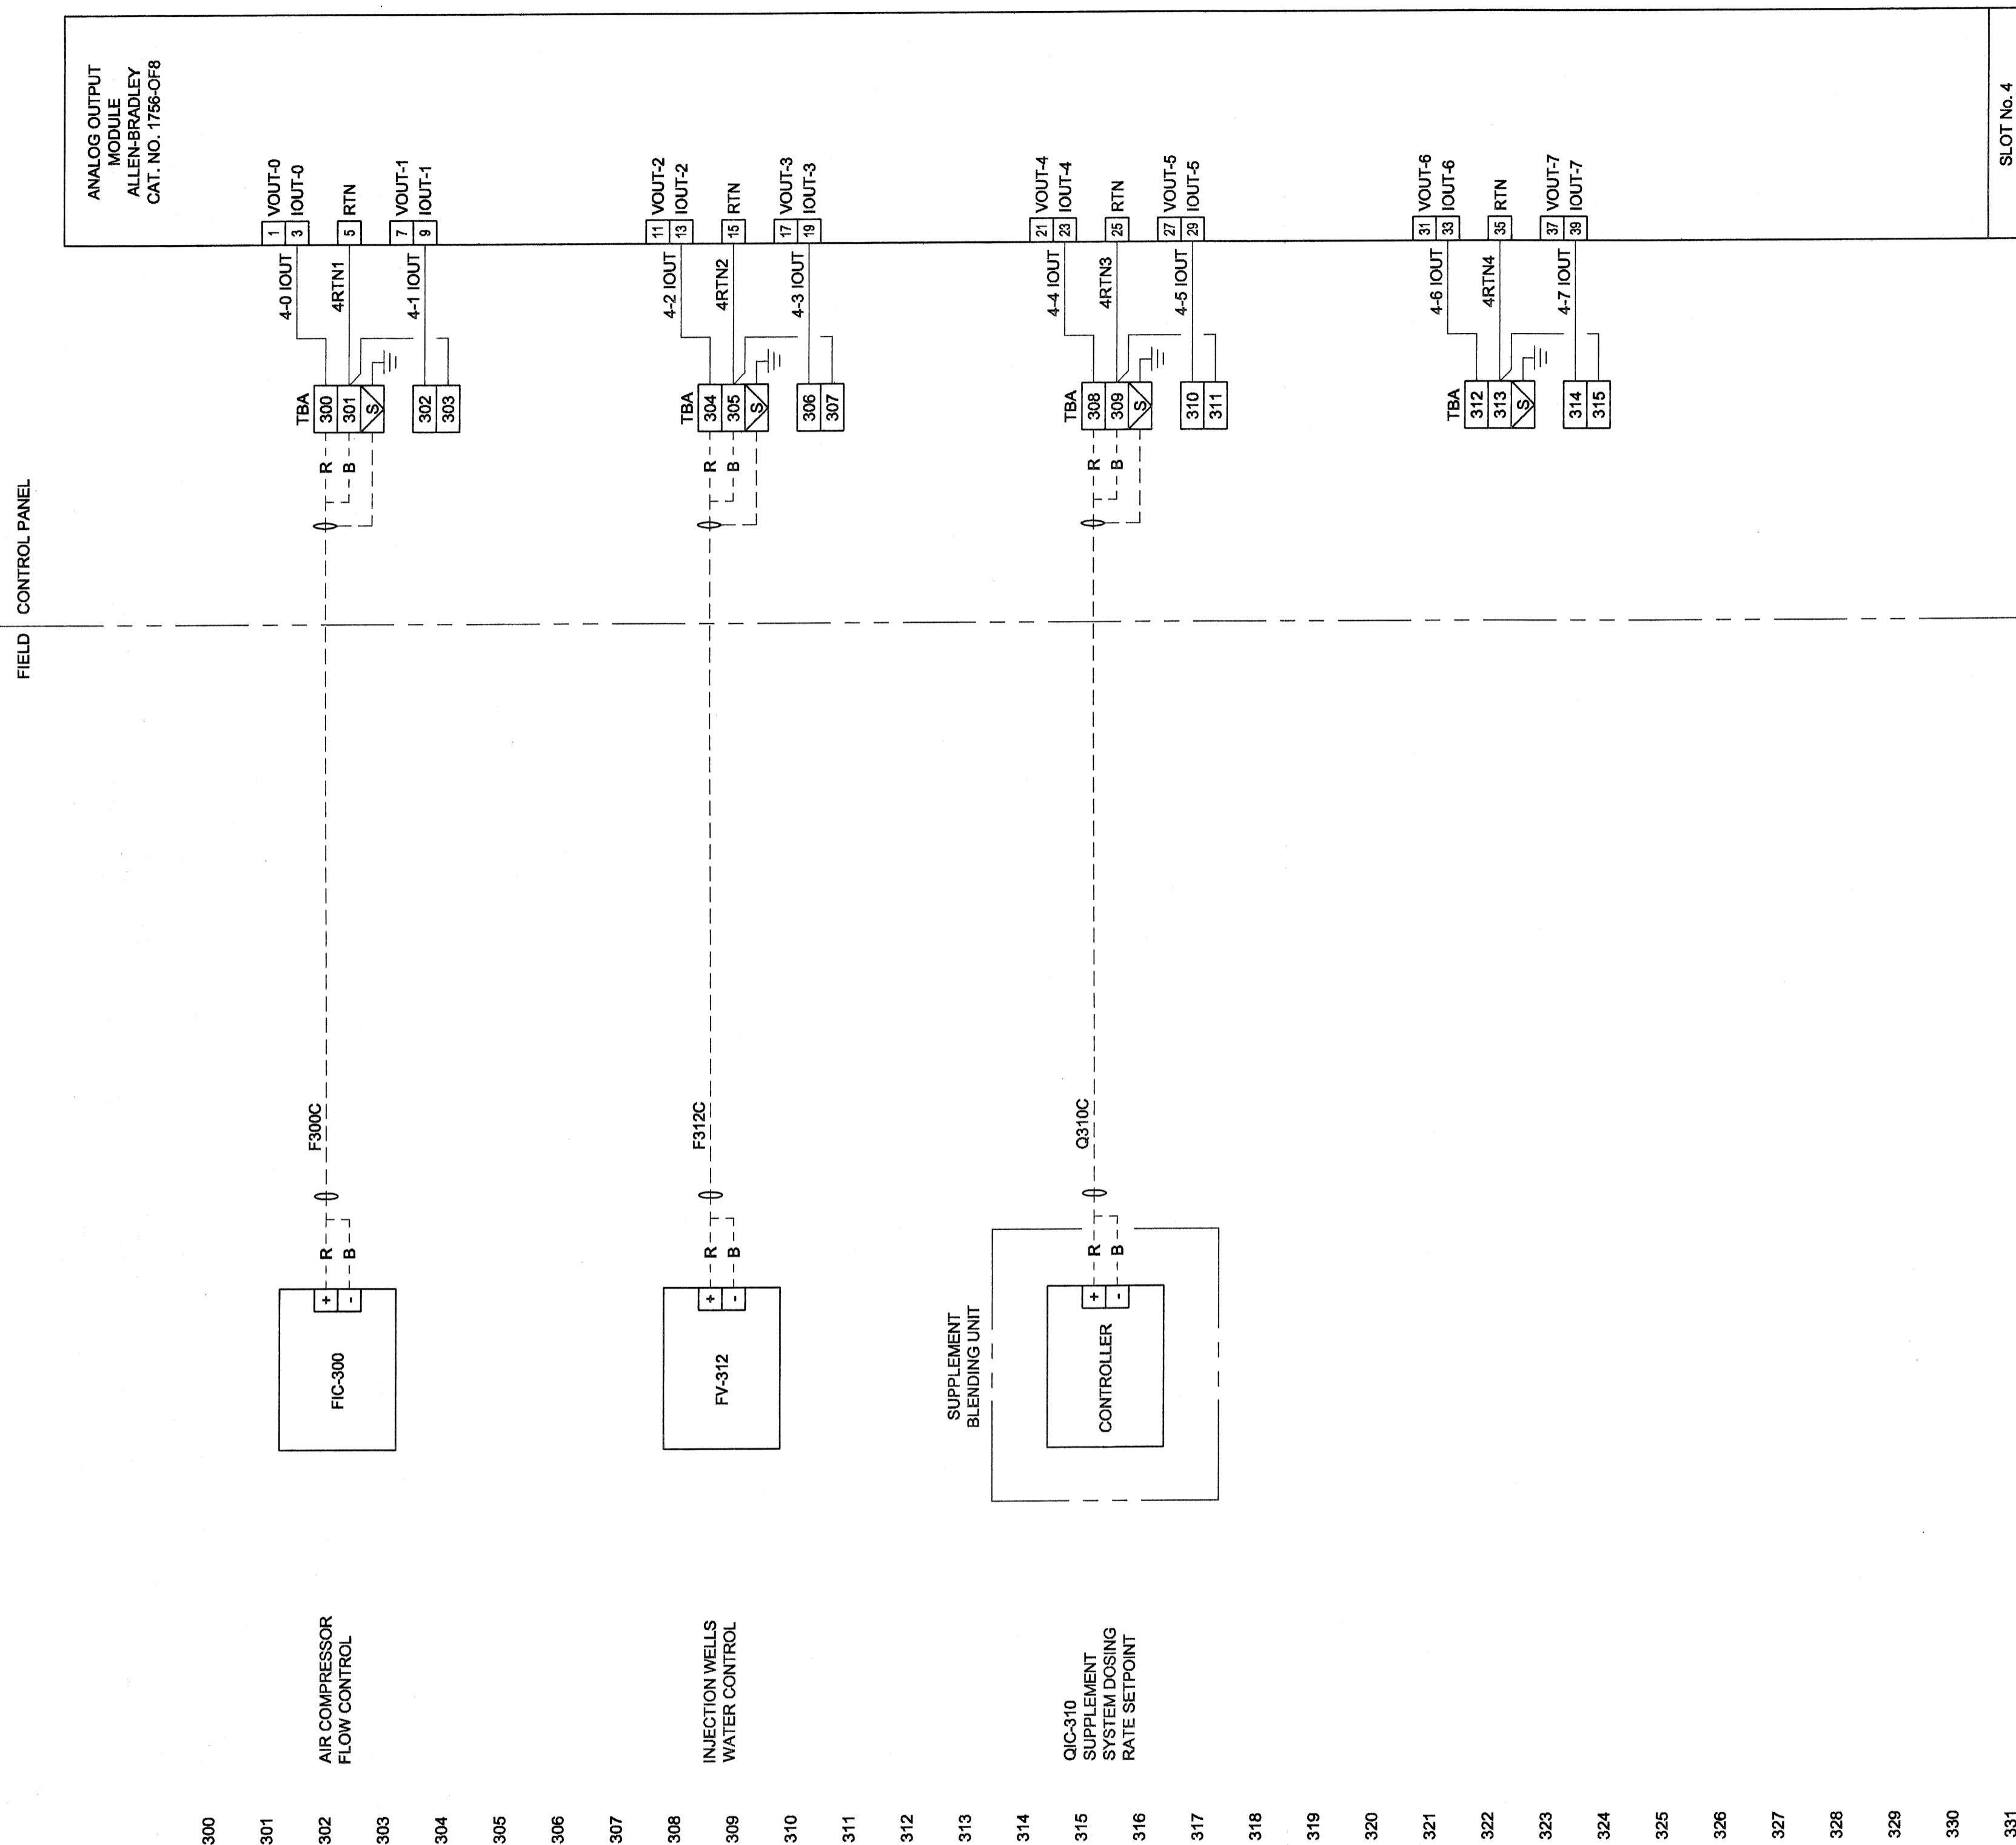 FIELD
CONTROL PANEL
ANALOG OUTPUT
MODULE
ALLEN-BRADLEY
CAT. NO. 1756-OF8
SLOT No. 4
300
301
302
303
304
305
306
307
308
309
310
311
312
313
314
315
316
317
318
319
320
321
322
323
324
325
326
327
328
329
330
331
AIR COMPRESSOR
FLOW CONTROL
FIC-300
+
-
R
B
F300C
R
B
TBA
300
301
S
302
303
4-0 IOUT
4RTN1
4-1 IOUT
1 VOUT-0
3 IOUT-0
5 RTN
7 VOUT-1
9 IOUT-1
INJECTION WELLS
WATER CONTROL
FV-312
+
-
R
B
F312C
R
B
TBA
304
305
S
306
307
4-2 IOUT
4RTN2
4-3 IOUT
11 VOUT-2
13 IOUT-2
15 RTN
17 VOUT-3
19 IOUT-3
QIC-310
SUPPLEMENT
SYSTEM DOSING
RATE SETPOINT
SUPPLEMENT
BLENDING UNIT
CONTROLLER
+
-
R
B
Q310C
R
B
TBA
308
309
S
310
311
4-4 IOUT
4RTN3
4-5 IOUT
21 VOUT-4
23 IOUT-4
25 RTN
27 VOUT-5
29 IOUT-5
TBA
312
313
S
314
315
4-6 IOUT
4RTN4
4-7 IOUT
31 VOUT-6
33 IOUT-6
35 RTN
37 VOUT-7
39 IOUT-7